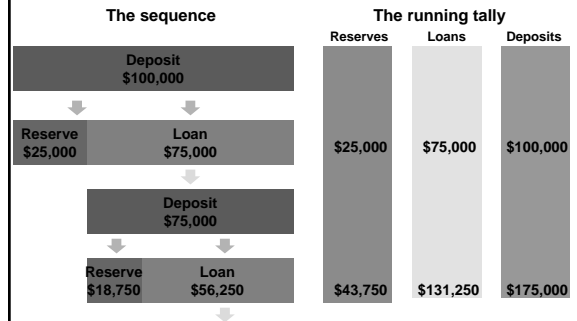 The sequence
The running tally
Reserves Loans Deposits
Deposit
$100,000
Reserve Loan
$25,000 $75,000
$25,000 $75,000 $100,000
Deposit
$75,000
Reserve Loan
$18,750 $56,250
$43,750 $131,250 $175,000